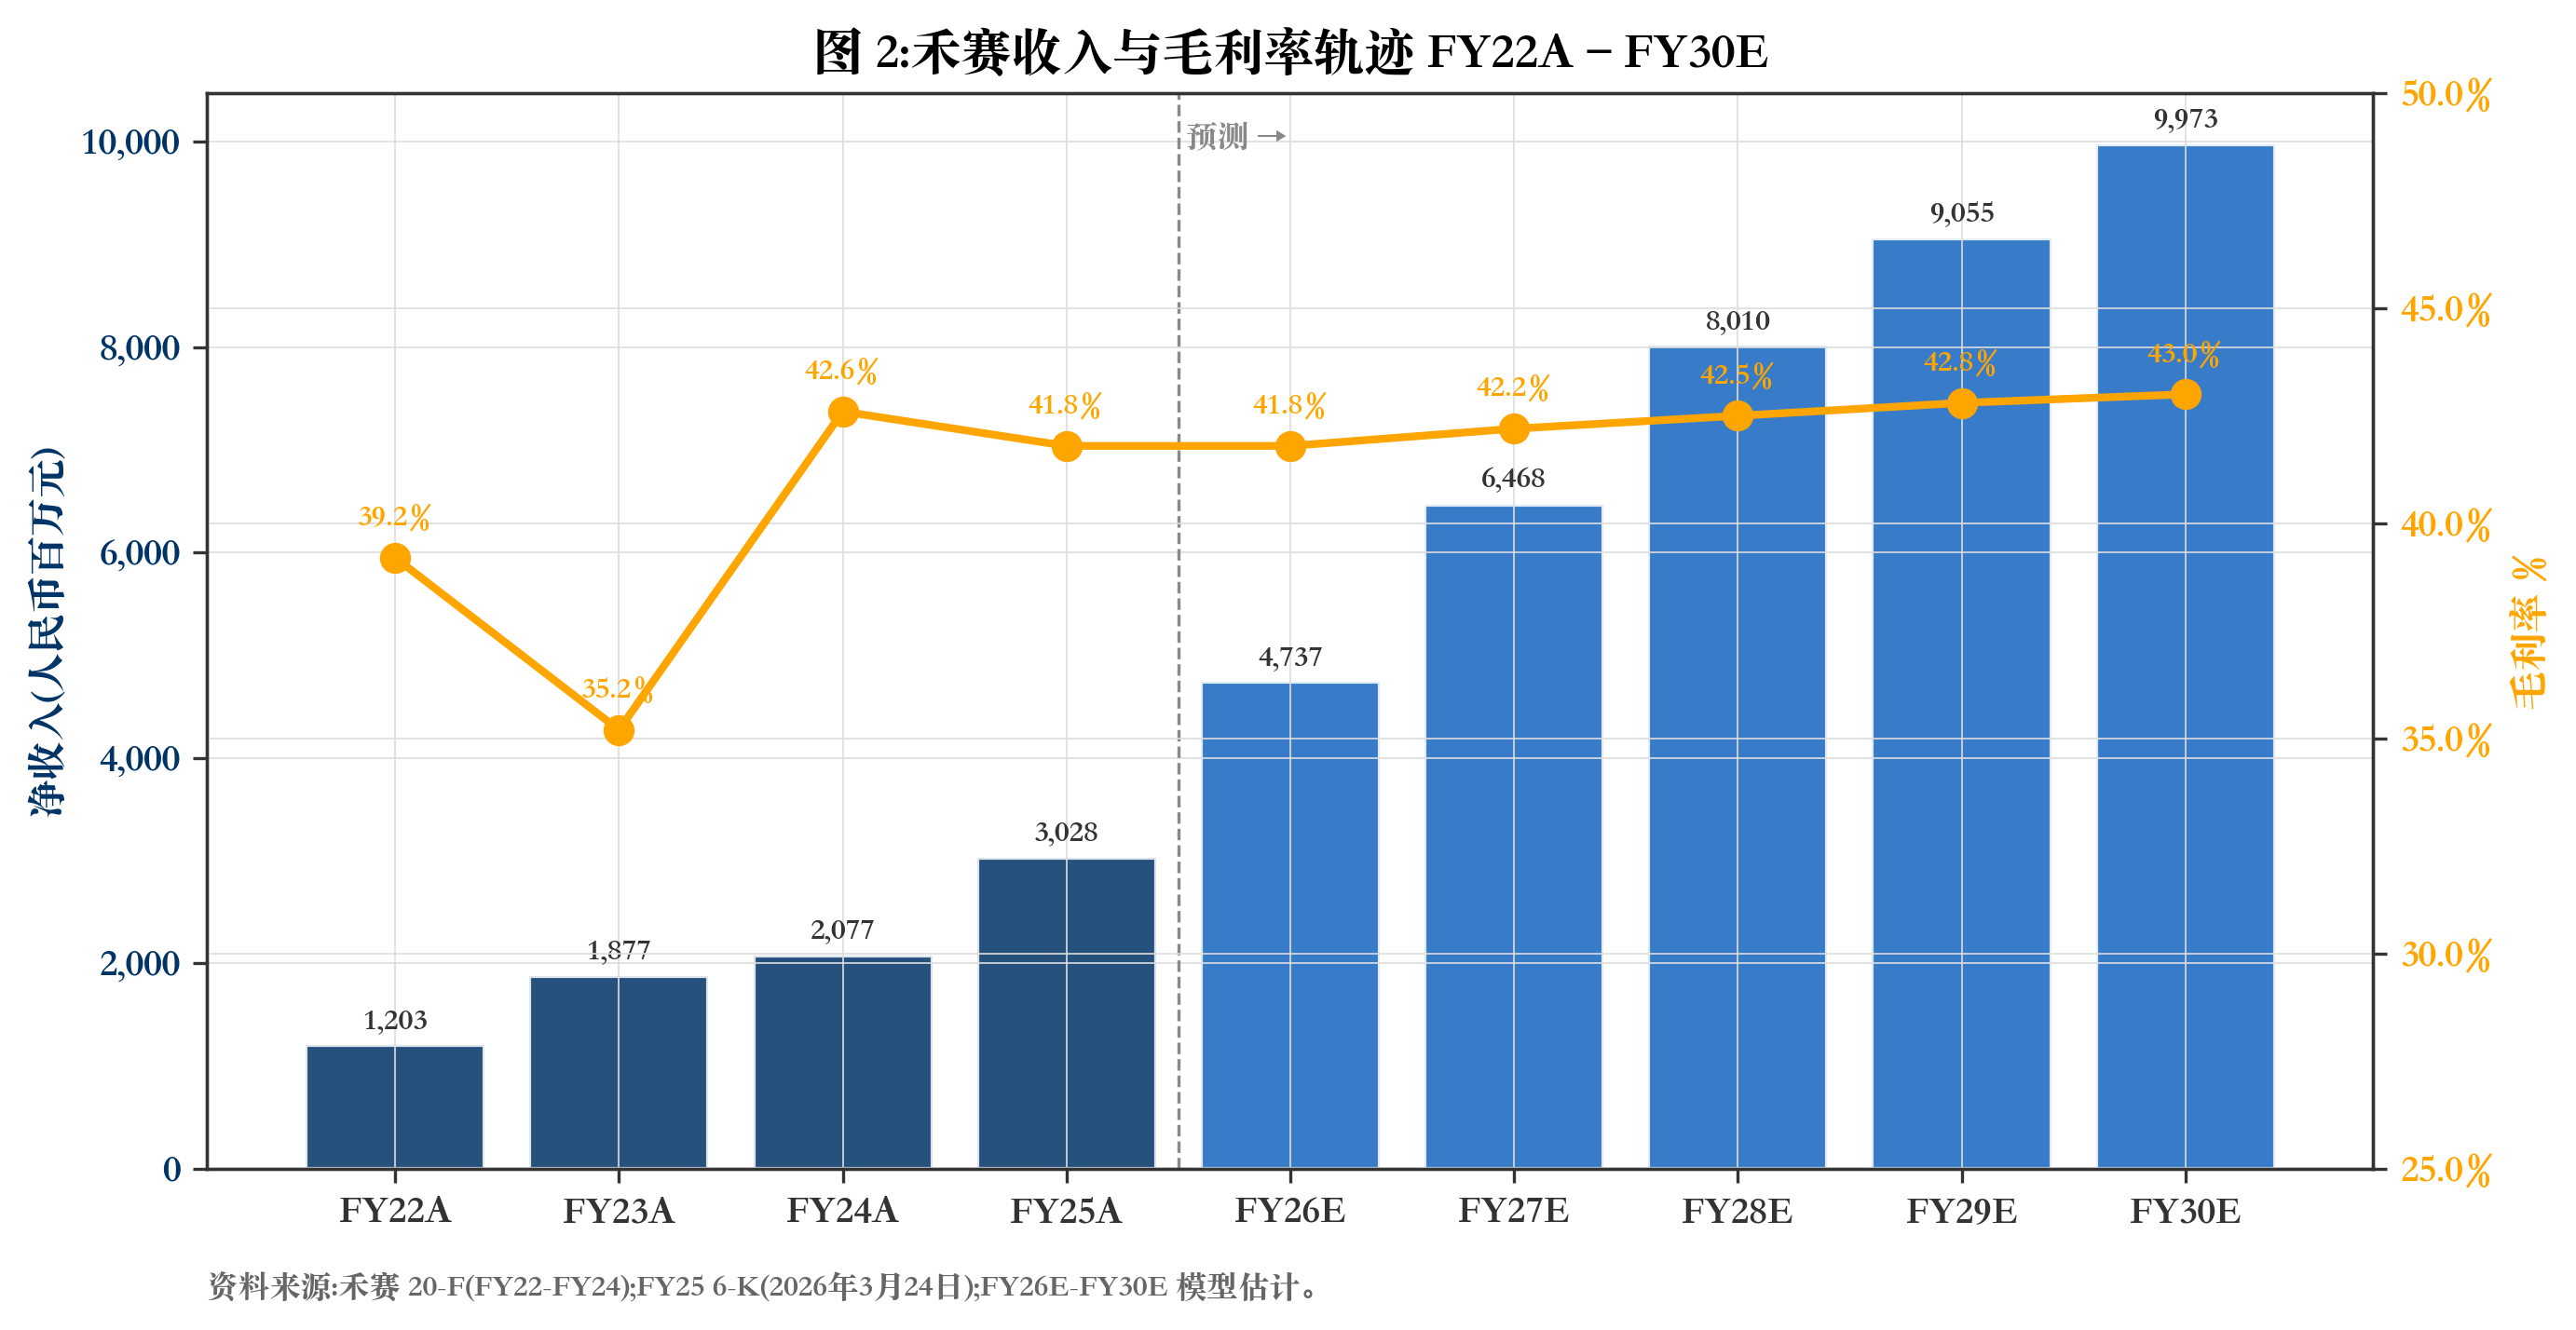 图 2:禾赛收入与毛利率轨迹 FY22A – FY30E
净收入(人民币百万元)
10,000
8,000
6,000
4,000
2,000
0
预测 →
1,203
1,877
2,077
3,028
4,737
6,468
8,010
9,055
9,973
39.2%
35.2%
42.6%
41.8%
41.8%
42.2%
42.5%
42.8%
43.0%
50.0%
45.0%
40.0%
35.0%
30.0%
25.0%
毛利率 %
FY22A
FY23A
FY24A
FY25A
FY26E
FY27E
FY28E
FY29E
FY30E
资料来源:禾赛 20-F(FY22-FY24);FY25 6-K(2026年3月24日);FY26E-FY30E 模型估计。